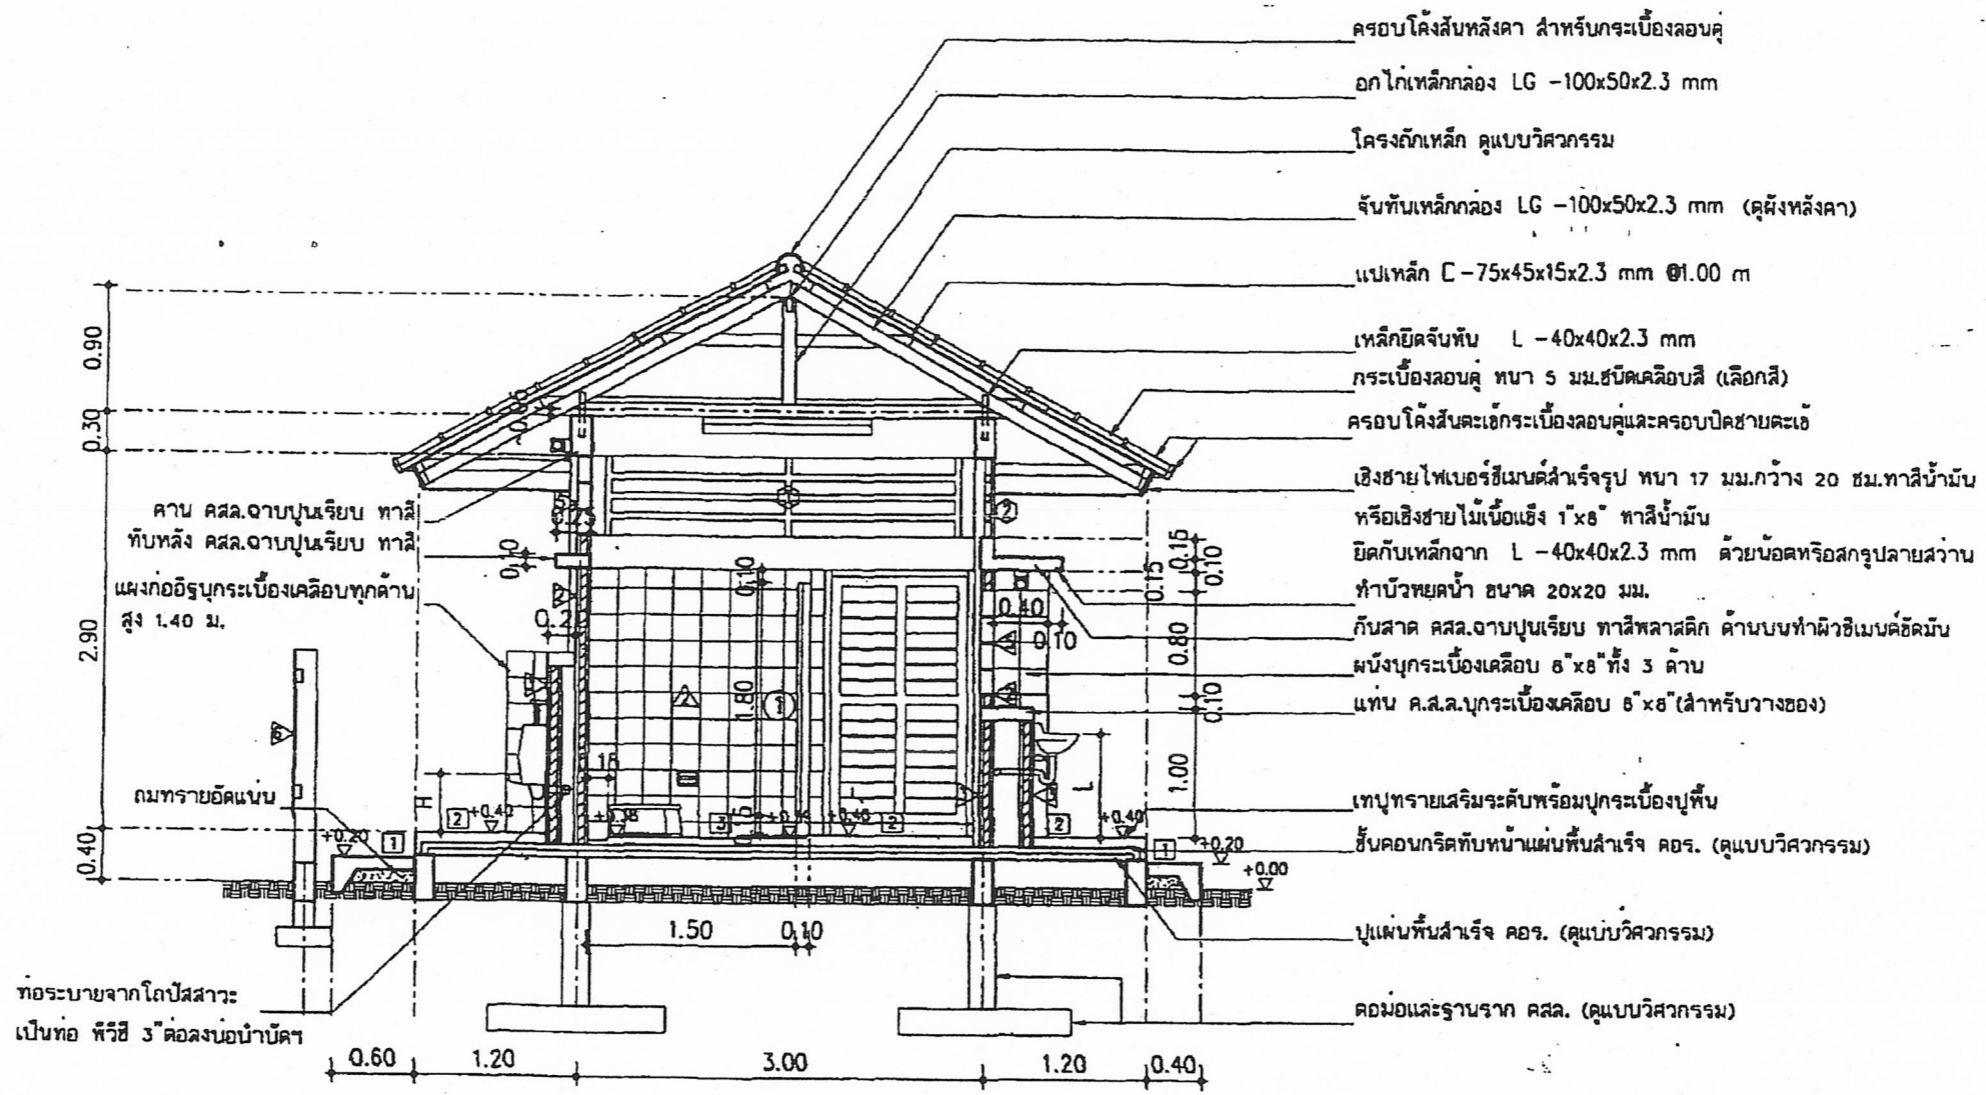 ครอบโค้งสันหลังคา สำหรับกระเบื้องลอนคู่
อกไก่เหล็กกล่อง LG -100x50x2.3 mm
โครงถักเหล็ก ดูแบบวิศวกรรม
จันทันเหล็กกล่อง LG -100x50x2.3 mm (ดูผังหลังคา)
แปเหล็ก C -75x45x15x2.3 mm @1.00 m
เหล็กยึดจันทัน L -40x40x2.3 mm
กระเบื้องลอนคู่ หนา 5 มม.ชนิดเคลือบสี (เลือกสี)
ครอบโค้งสันตะเข้กระเบื้องลอนคู่และครอบปิดชายตะเข้
เชิงชายไฟเบอร์ซีเมนต์สำเร็จรูป หนา 17 มม.กว้าง 20 ซม.ทาสีน้ำมัน
หรือเชิงชายไม้เนื้อแข็ง 1"x8" ทาสีน้ำมัน
ยึดกับเหล็กฉาก L -40x40x2.3 mm ด้วยน้อตหรือสกรูปลายสว่าน
ทำบัวหยดน้ำ ขนาด 20x20 มม.
กันสาด คสล.ฉาบปูนเรียบ ทาสีพลาสติก ด้านบนทำผิวซีเมนต์ขัดมัน
ผนังบุกระเบื้องเคลือบ 8"x8"ทั้ง 3 ด้าน
แท่น ค.ส.ล.บุกระเบื้องเคลือบ 8"x8"(สำหรับวางของ)
เทปูทรายเสริมระดับพร้อมปูกระเบื้องปูพื้น
ชั้นคอนกรีตทับหน้าแผ่นพื้นสำเร็จ คอร. (ดูแบบวิศวกรรม)
ปูแผ่นพื้นสำเร็จ คอร. (ดูแบบวิศวกรรม)
ตอม่อและฐานราก คสล. (ดูแบบวิศวกรรม)
คาน คสล.ฉาบปูนเรียบ ทาสี
ทับหลัง คสล.ฉาบปูนเรียบ ทาสี
แผงก่ออิฐบุกระเบื้องเคลือบทุกด้าน
สูง 1.40 ม.
ถมทรายอัดแน่น
ท่อระบายจากโถปัสสาวะ
เป็นท่อ พีวีซี 3"ต่อลงบ่อบำบัดฯ
0.90
0.30
2.90
0.40
0.10
0.2
0.10
1.80
0.40
0.10
0.15
0.15
0.10
0.80
0.10
1.00
H
L
+0.20
1
2
+0.40
3
+0.40
2
2
+0.40
1
+0.20
+0.00
6
2
2
1
1.50
0.10
0.60
1.20
3.00
1.20
0.40